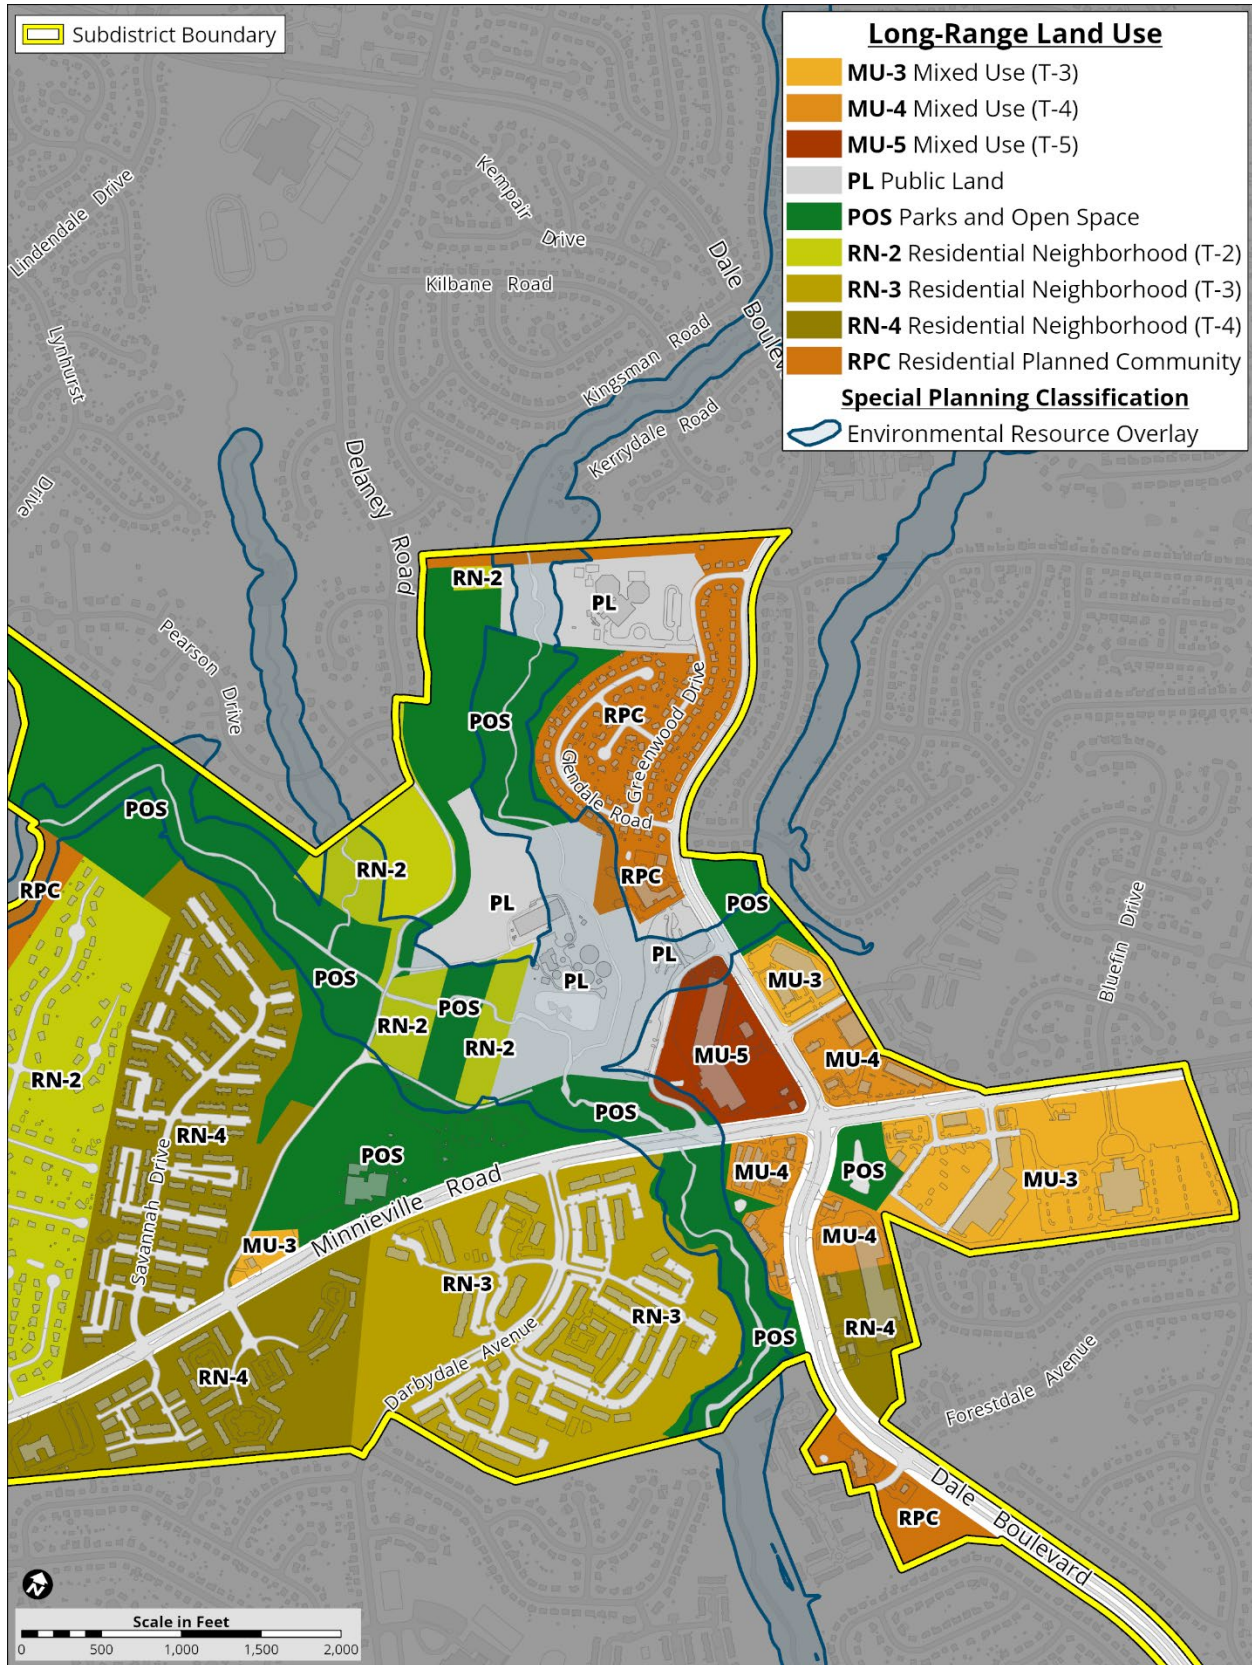 Subdistrict Boundary
Long-Range Land Use
MU-3 Mixed Use (T-3)
MU-4 Mixed Use (T-4)
MU-5 Mixed Use (T-5)
PL Public Land
POS Parks and Open Space
RN-2 Residential Neighborhood (T-2)
RN-3 Residential Neighborhood (T-3)
RN-4 Residential Neighborhood (T-4)
RPC Residential Planned Community
Special Planning Classification
Environmental Resource Overlay
Lindendale Drive
Kempair Drive
Kilbane Road
Dale Boulev
Lynhurst
Drive
Kingsman Road
Kerrydale Road
Delaney Road
Pearson Drive
RN-2
PL
POS
RPC
Greenwood Drive
Glendale Road
POS
RN-2
RPC
RPC
PL
POS
PL
Bluefin Drive
POS
PL
MU-3
POS
RN-2
RN-2
MU-5
MU-4
RN-2
POS
RN-4
POS
MU-4
POS
MU-3
Savannah Drive
Minnieville Road
MU-3
MU-4
RN-3
RN-3
RN-4
POS
RN-4
Darbydale Avenue
Forestdale Avenue
RPC
Dale Boulevard
N
Scale in Feet
0 500 1,000 1,500 2,000